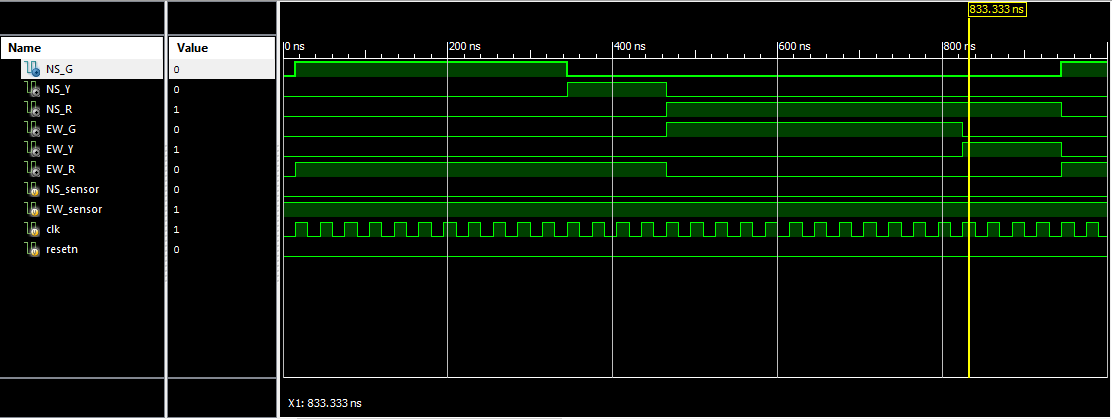 833.333 ns
Name Value
0 ns 200 ns 400 ns 600 ns 800 ns
NS_G 0
NS_Y 0
NS_R 1
EW_G 0
EW_Y 1
EW_R 0
NS_sensor 0
EW_sensor 1
clk 1
resetn 0
X1: 833.333 ns